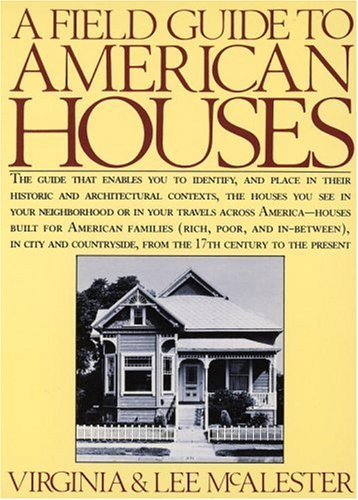 A FIELD GUIDE TO
AMERICAN
HOUSES
THE GUIDE THAT ENABLES YOU TO IDENTIFY, AND PLACE IN THEIR
HISTORIC AND ARCHITECTURAL CONTEXTS, THE HOUSES YOU SEE IN
YOUR NEIGHBORHOOD OR IN YOUR TRAVELS ACROSS AMERICA—HOUSES
BUILT FOR AMERICAN FAMILIES (RICH, POOR, AND IN-BETWEEN),
IN CITY AND COUNTRYSIDE, FROM THE 17TH CENTURY TO THE PRESENT
VIRGINIA & LEE MCALESTER